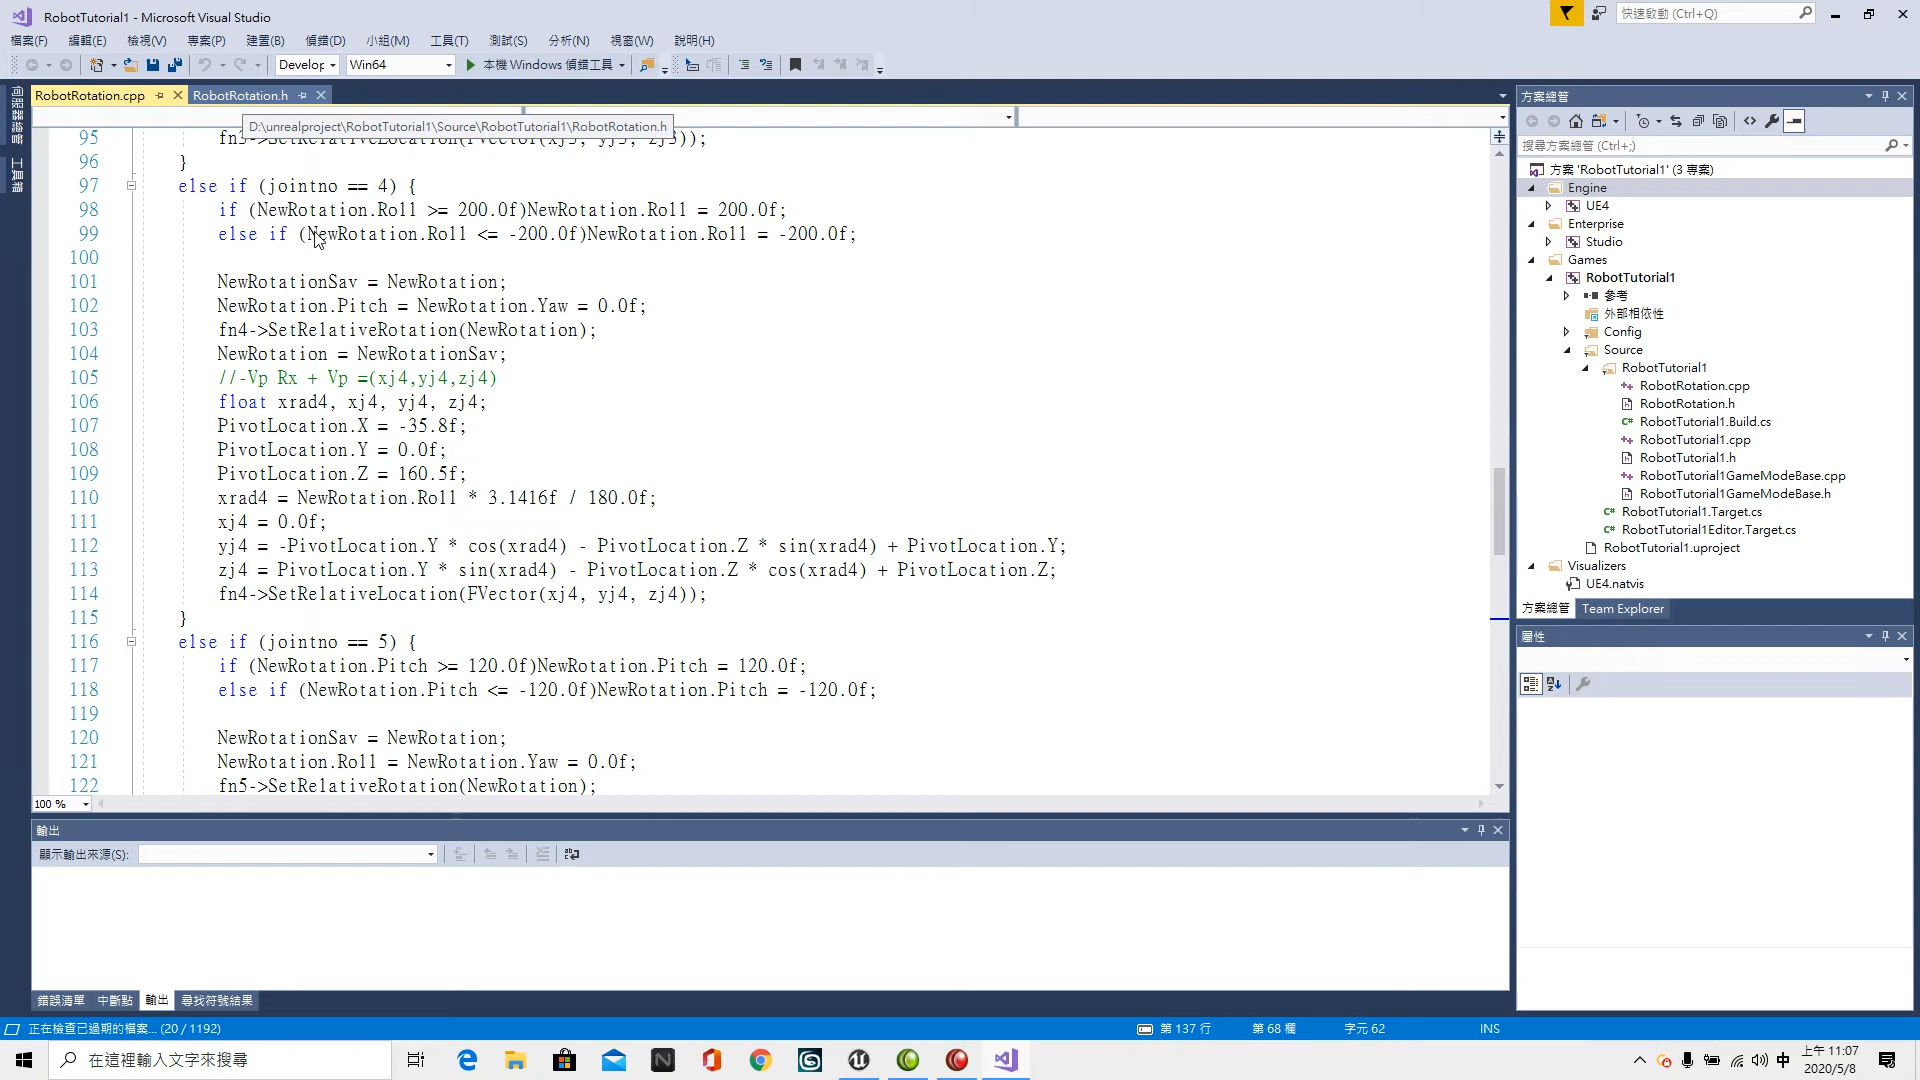 RobotTutorial1 - Microsoft Visual Studio
快速啟動 (Ctrl+Q)
檔案(F) 編輯(E) 檢視(V) 專案(P) 建置(B) 偵錯(D) 小組(M) 工具(T) 測試(S) 分析(N) 視窗(W) 說明(H)
Develop Win64 本機 Windows 偵錯工具
伺服器總管
工具箱
RobotRotation.cpp RobotRotation.h
D:\unrealproject\RobotTutorial1\Source\RobotTutorial1\RobotRotation.h
95 fn3->SetRelativeLocation(FVector(xj3, yj3, zj3));
96 }
97 else if (jointno == 4) {
98 if (NewRotation.Roll >= 200.0f)NewRotation.Roll = 200.0f;
99 else if (NewRotation.Roll <= -200.0f)NewRotation.Roll = -200.0f;
100
101 NewRotationSav = NewRotation;
102 NewRotation.Pitch = NewRotation.Yaw = 0.0f;
103 fn4->SetRelativeRotation(NewRotation);
104 NewRotation = NewRotationSav;
105 //-Vp Rx + Vp =(xj4,yj4,zj4)
106 float xrad4, xj4, yj4, zj4;
107 PivotLocation.X = -35.8f;
108 PivotLocation.Y = 0.0f;
109 PivotLocation.Z = 160.5f;
110 xrad4 = NewRotation.Roll * 3.1416f / 180.0f;
111 xj4 = 0.0f;
112 yj4 = -PivotLocation.Y * cos(xrad4) - PivotLocation.Z * sin(xrad4) + PivotLocation.Y;
113 zj4 = PivotLocation.Y * sin(xrad4) - PivotLocation.Z * cos(xrad4) + PivotLocation.Z;
114 fn4->SetRelativeLocation(FVector(xj4, yj4, zj4));
115 }
116 else if (jointno == 5) {
117 if (NewRotation.Pitch >= 120.0f)NewRotation.Pitch = 120.0f;
118 else if (NewRotation.Pitch <= -120.0f)NewRotation.Pitch = -120.0f;
119
120 NewRotationSav = NewRotation;
121 NewRotation.Roll = NewRotation.Yaw = 0.0f;
122 fn5->SetRelativeRotation(NewRotation);
100 %
輸出
顯示輸出來源(S):
錯誤清單 中斷點 輸出 尋找符號結果
方案總管
搜尋方案總管 (Ctrl+;)
方案 'RobotTutorial1' (3 專案)
Engine
UE4
Enterprise
Studio
Games
RobotTutorial1
參考
外部相依性
Config
Source
RobotTutorial1
RobotRotation.cpp
RobotRotation.h
RobotTutorial1.Build.cs
RobotTutorial1.cpp
RobotTutorial1.h
RobotTutorial1GameModeBase.cpp
RobotTutorial1GameModeBase.h
RobotTutorial1.Target.cs
RobotTutorial1Editor.Target.cs
RobotTutorial1.uproject
Visualizers
UE4.natvis
方案總管 Team Explorer
屬性
正在檢查已過期的檔案... (20 / 1192) 第 137 行 第 68 欄 字元 62 INS
在這裡輸入文字來搜尋
中
上午 11:07
2020/5/8